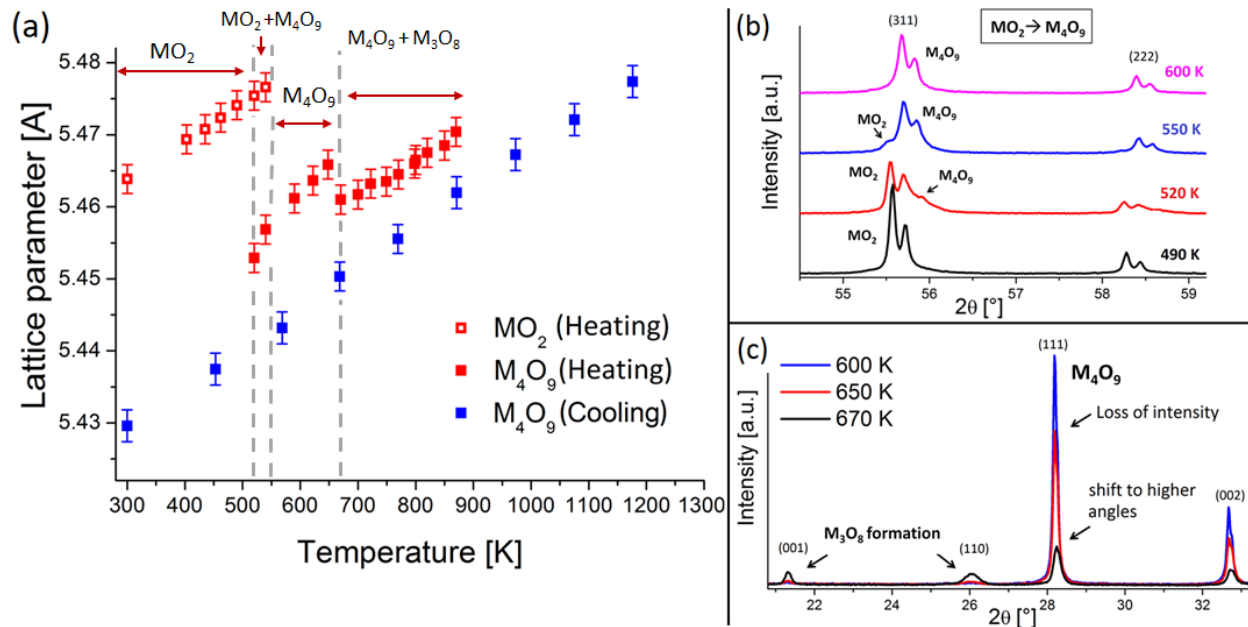 (a)
MO₂+M₄O₉
MO₂
M₄O₉ + M₃O₈
M₄O₉
5.48
5.47
5.46
5.45
5.44
5.43
Lattice parameter [A]
MO₂ (Heating)
M₄O₉ (Heating)
M₄O₉ (Cooling)
300 400 500 600 700 800 900 1000 1100 1200 1300
Temperature [K]
(b)
(311)
MO₂→ M₄O₉
M₄O₉
(222)
600 K
MO₂
M₄O₉
550 K
MO₂
M₄O₉
520 K
MO₂
490 K
Intensity [a.u.]
55 56 57 58 59
2θ [°]
(c)
600 K
650 K
670 K
(111)
M₄O₉
Loss of intensity
shift to higher
angles
(002)
M₃O₈ formation
(001)
(110)
Intensity [a.u.]
22 24 26 28 30 32
2θ [°]